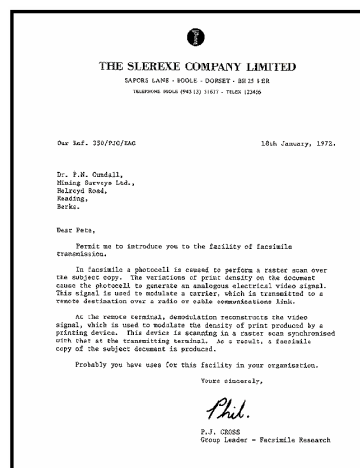 THE SLEREXE COMPANY LIMITED
SAPORS LANE - BOOLE - DORSET - BH 25 8 ER
TELEPHONE BOOLE (945 13) 51617 - TELEX 123456
Our Ref. 350/PJC/EAC
18th January, 1972.
Dr. P.N. Cundall,
Mining Surveys Ltd.,
Holroyd Road,
Reading,
Berks.
Dear Pete,
Permit me to introduce you to the facility of facsimile
transmission.
In facsimile a photocell is caused to perform a raster scan over
the subject copy. The variations of print density on the document
cause the photocell to generate an analogous electrical video signal.
This signal is used to modulate a carrier, which is transmitted to a
remote destination over a radio or cable communications link.
At the remote terminal, demodulation reconstructs the video
signal, which is used to modulate the density of print produced by a
printing device. This device is scanning in a raster scan synchronised
with that at the transmitting terminal. As a result, a facsimile
copy of the subject document is produced.
Probably you have uses for this facility in your organisation.
Yours sincerely,
Phil.
P.J. CROSS
Group Leader - Facsimile Research